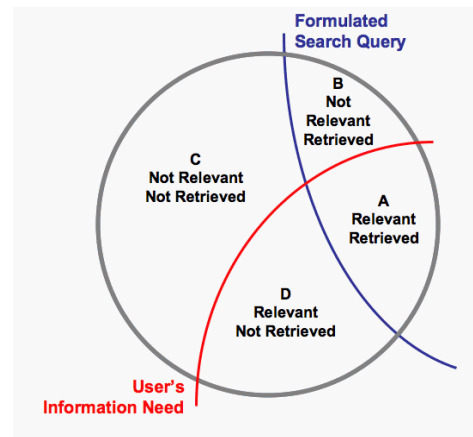 Formulated
Search Query
B
Not
Relevant
Retrieved
C
Not Relevant
Not Retrieved
A
Relevant
Retrieved
D
Relevant
Not Retrieved
User's
Information Need